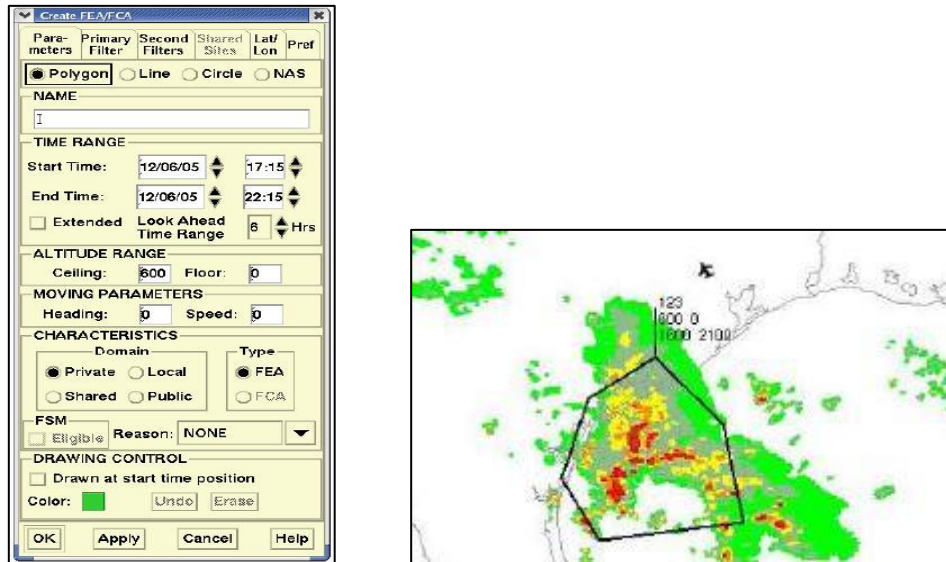 Create FEA/FCA
Para-
meters
Primary
Filter
Second
Filters
Shared
Sites
Lat/
Lon
Pref
Polygon Line Circle NAS
NAME
TIME RANGE
Start Time: 12/06/05 17:15
End Time: 12/06/05 22:15
Extended Look Ahead
Time Range 6 Hrs
ALTITUDE RANGE
Ceiling: 600 Floor: 0
MOVING PARAMETERS
Heading: 0 Speed: 0
CHARACTERISTICS
Domain Type
Private Local FEA
Shared Public FCA
FSM
Eligible Reason: NONE
DRAWING CONTROL
Drawn at start time position
Color: Undo Erase
OK Apply Cancel Help
123
600 0
1600 2100